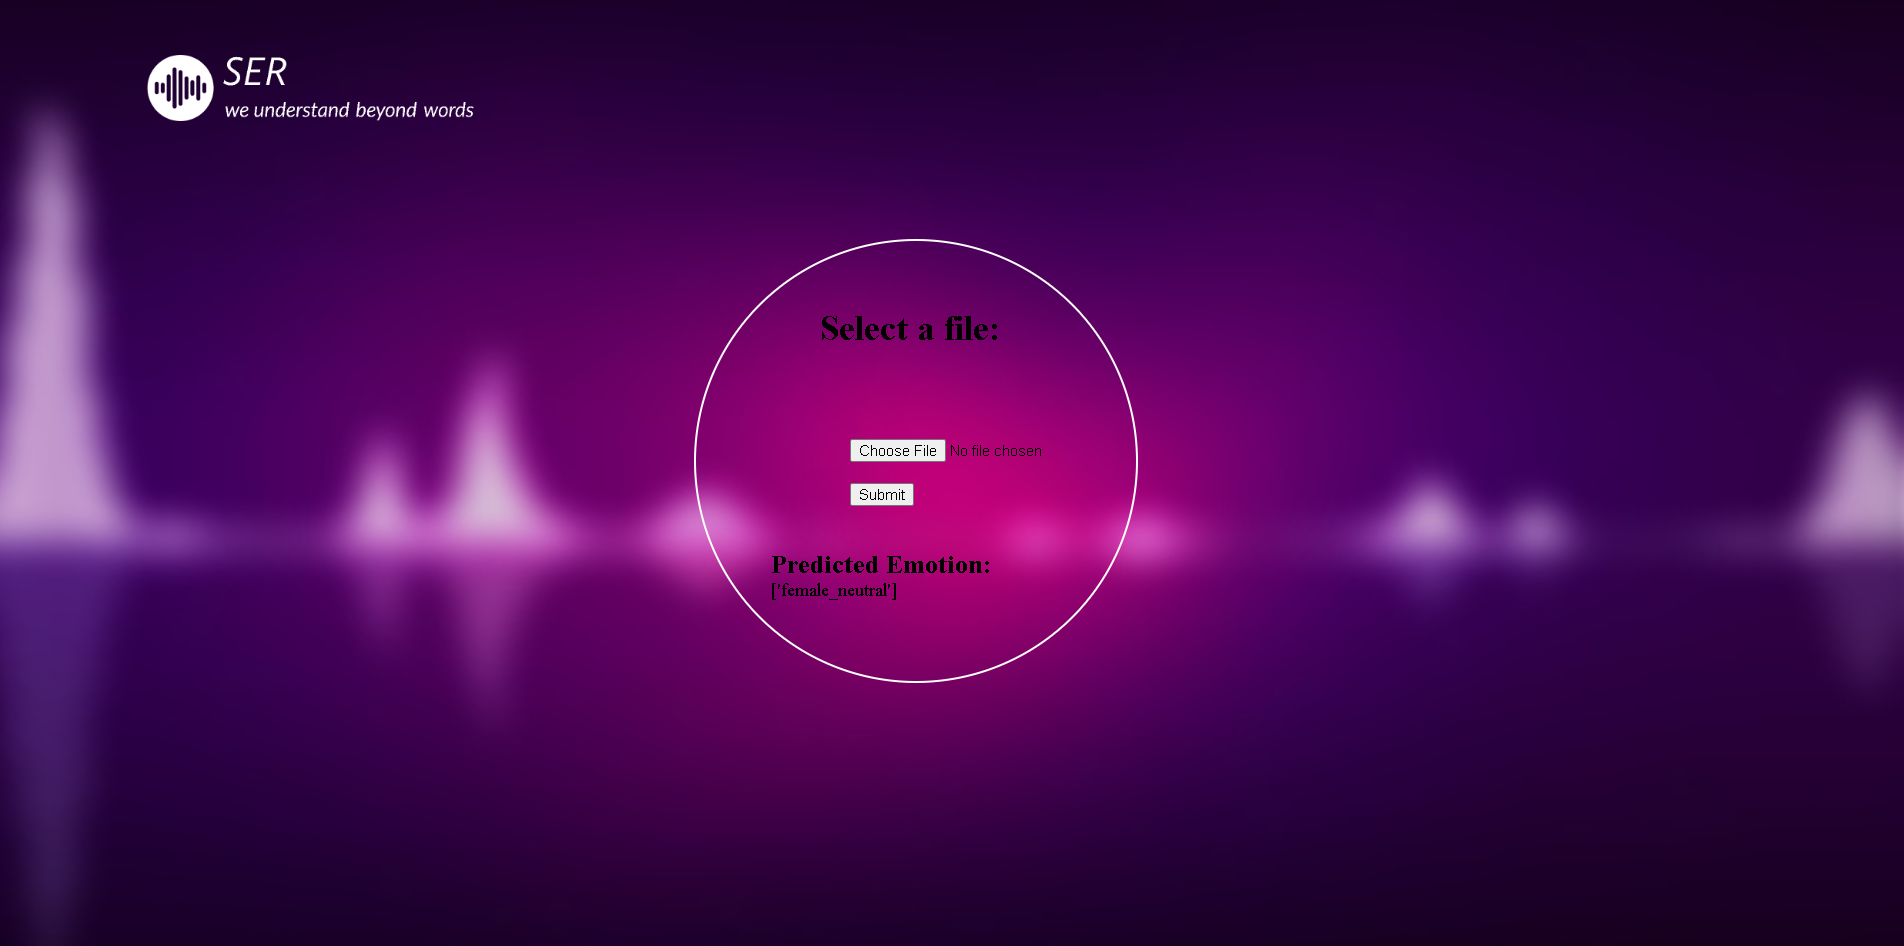 SER
we understand beyond words
Select a file:
Choose File No file chosen
Submit
Predicted Emotion:
['female_neutral']